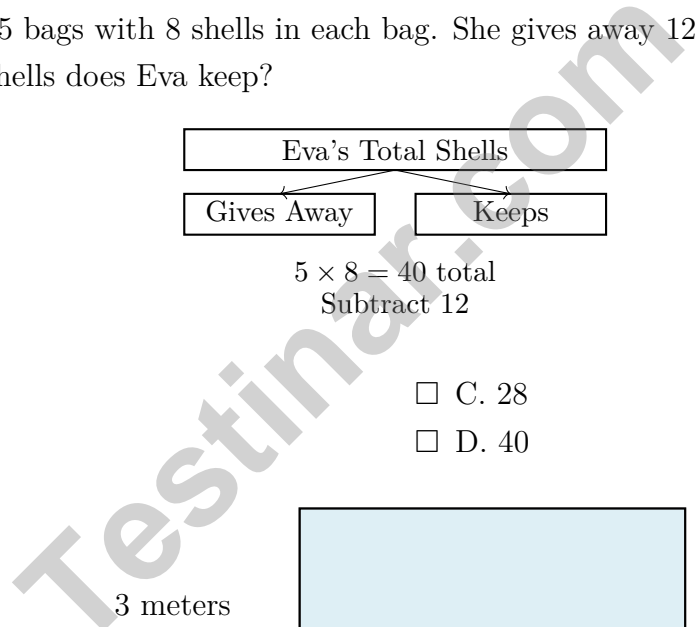 5 bags with 8 shells in each bag. She gives away 12
hells does Eva keep?
Eva's Total Shells
Gives Away Keeps
5 × 8 = 40 total
Subtract 12
☐ C. 28
☐ D. 40
3 meters
Testinar.com